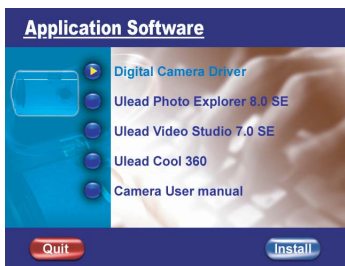 Application Software
Digital Camera Driver
Ulead Photo Explorer 8.0 SE
Ulead Video Studio 7.0 SE
Ulead Cool 360
Camera User manual
Quit
Install